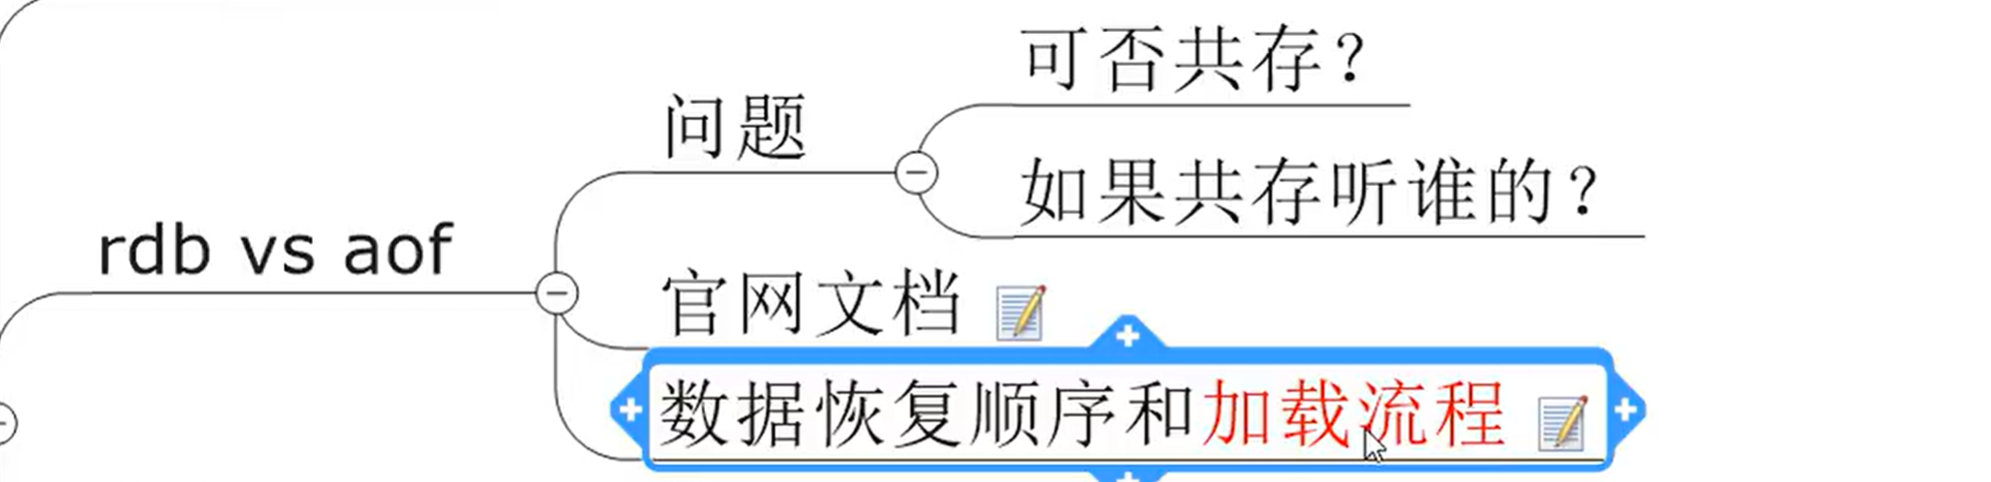 可否共存?
问题
如果共存听谁的?
rdb vs aof
官网文档
数据恢复顺序和加载流程